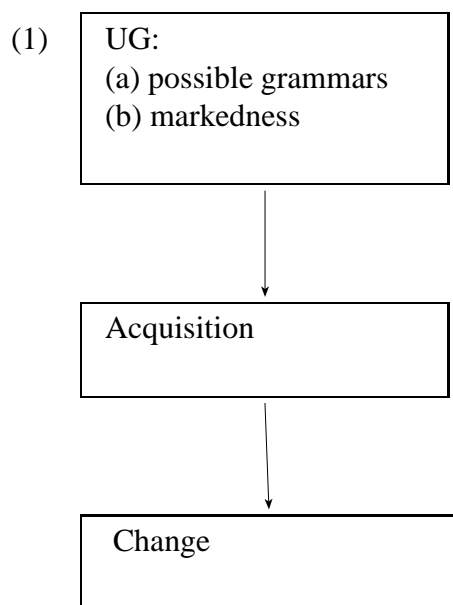 (1) UG:
(a) possible grammars
(b) markedness
Acquisition
Change